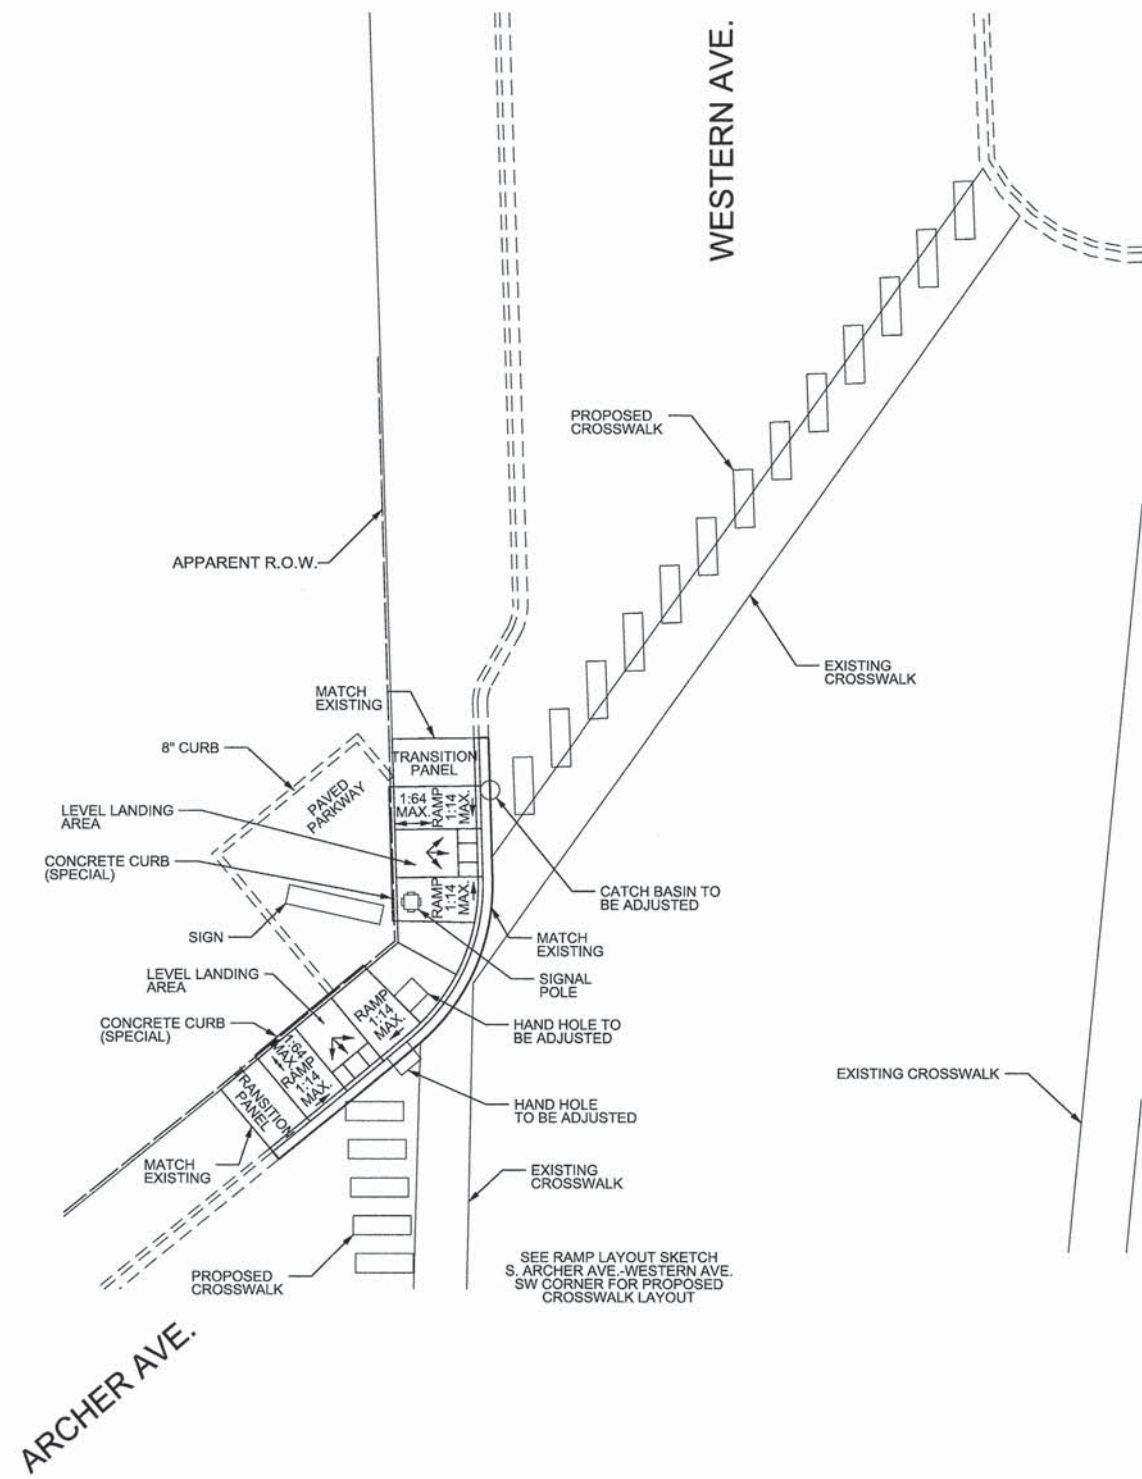 WESTERN AVE.
PROPOSED
CROSSWALK
APPARENT R.O.W.
EXISTING
CROSSWALK
MATCH
EXISTING
8" CURB
TRANSITION
PANEL
PAVED
PARKWAY
1:64
MAX.
RAMP
1:14
MAX.
LEVEL LANDING
AREA
CONCRETE CURB
(SPECIAL)
RAMP
1:14
MAX.
CATCH BASIN TO
BE ADJUSTED
SIGN
MATCH
EXISTING
LEVEL LANDING
AREA
SIGNAL
POLE
RAMP
1:14
MAX.
CONCRETE CURB
(SPECIAL)
HAND HOLE TO
BE ADJUSTED
1:64
MAX.
RAMP
1:14
MAX.
TRANSITION
PANEL
EXISTING CROSSWALK
HAND HOLE
TO BE ADJUSTED
MATCH
EXISTING
EXISTING
CROSSWALK
PROPOSED
CROSSWALK
SEE RAMP LAYOUT SKETCH
S. ARCHER AVE.-WESTERN AVE.
SW CORNER FOR PROPOSED
CROSSWALK LAYOUT
ARCHER AVE.